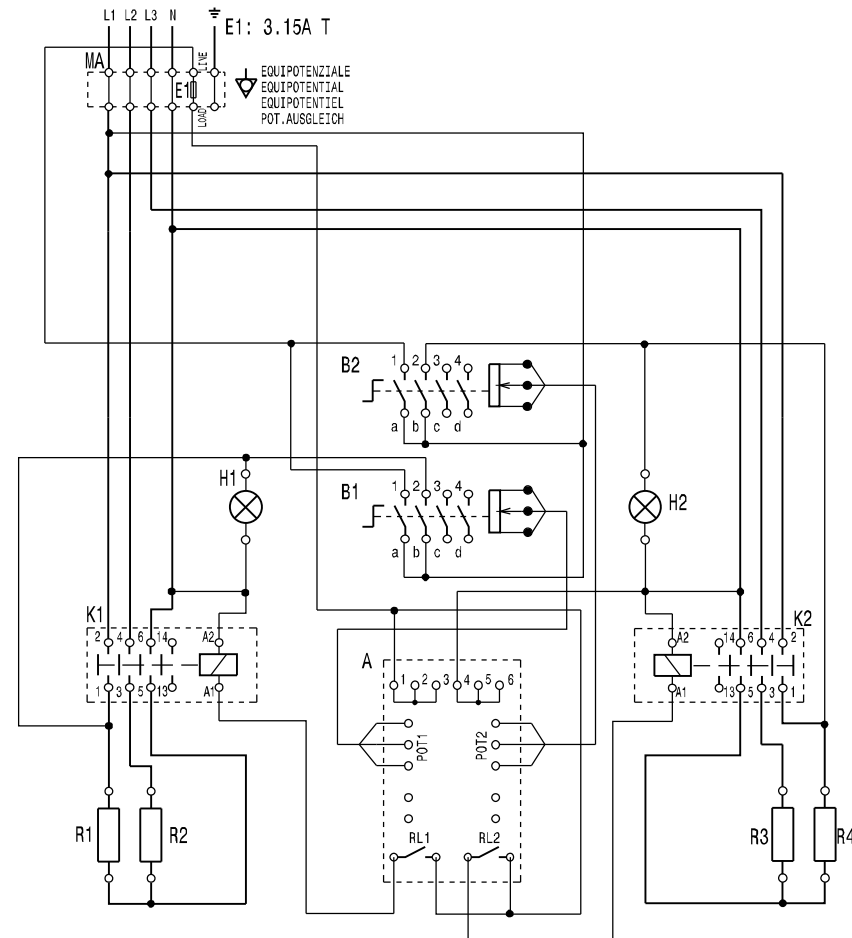 L1 L2 L3 N
E1: 3.15A T
MA
LIVE
E1
LOAD
EQUIPOTENZIALE
EQUIPOTENTIAL
EQUIPOTENTIEL
POT.AUSGLEICH
B2
1 2 3 4
a b c d
H1
B1
1 2 3 4
a b c d
H2
K1
2 4 6 14 A2
1 3 5 13 A1
K2
A2 14 6 4 2
A1 13 5 3 1
A
1 2 3 4 5 6
POT1
POT2
R1
R2
RL1
RL2
R3
R4